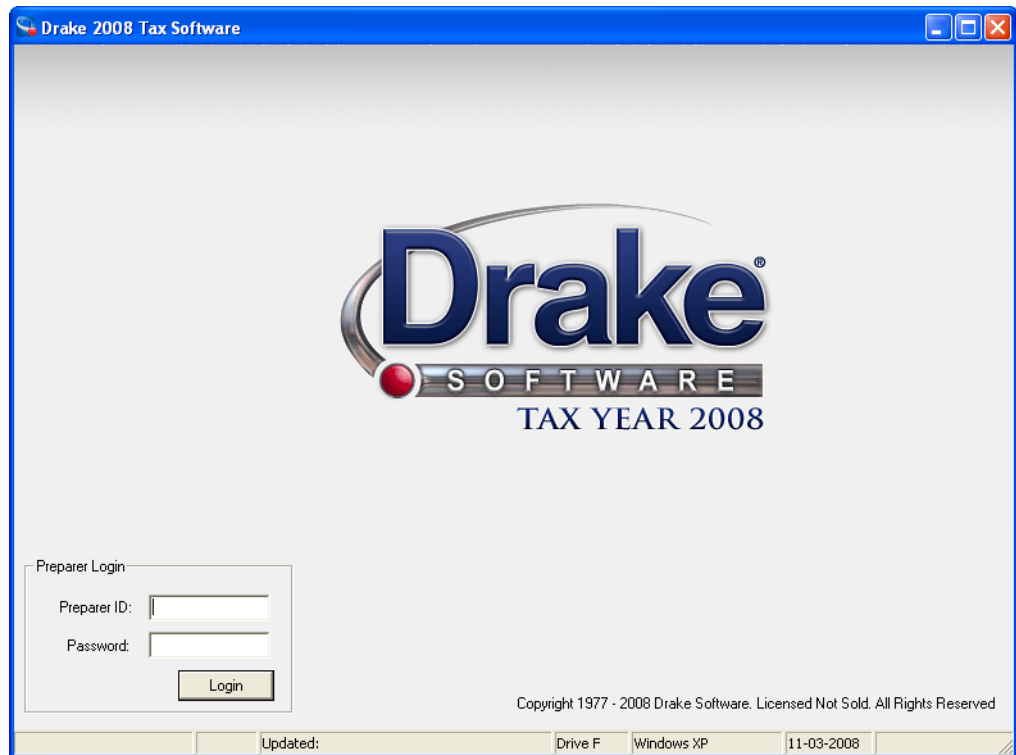 Drake 2008 Tax Software
Drake®
SOFTWARE
TAX YEAR 2008
Preparer Login
Preparer ID:
Password:
Login
Copyright 1977 - 2008 Drake Software. Licensed Not Sold. All Rights Reserved
Updated: Drive F Windows XP 11-03-2008